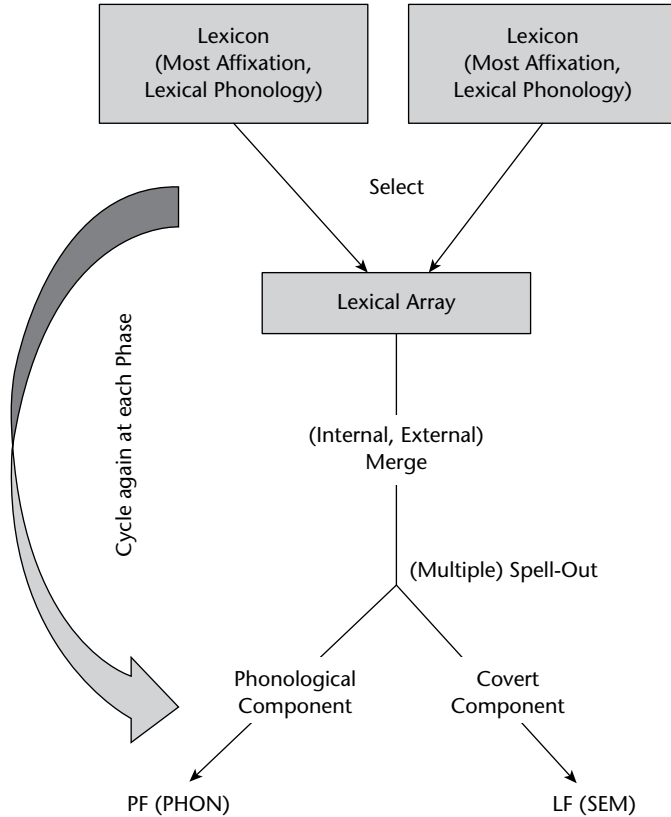 Lexicon
(Most Affixation,
Lexical Phonology)
Lexicon
(Most Affixation,
Lexical Phonology)
Select
Lexical Array
Cycle again at each Phase
(Internal, External)
Merge
(Multiple) Spell-Out
Phonological
Component
Covert
Component
PF (PHON)
LF (SEM)